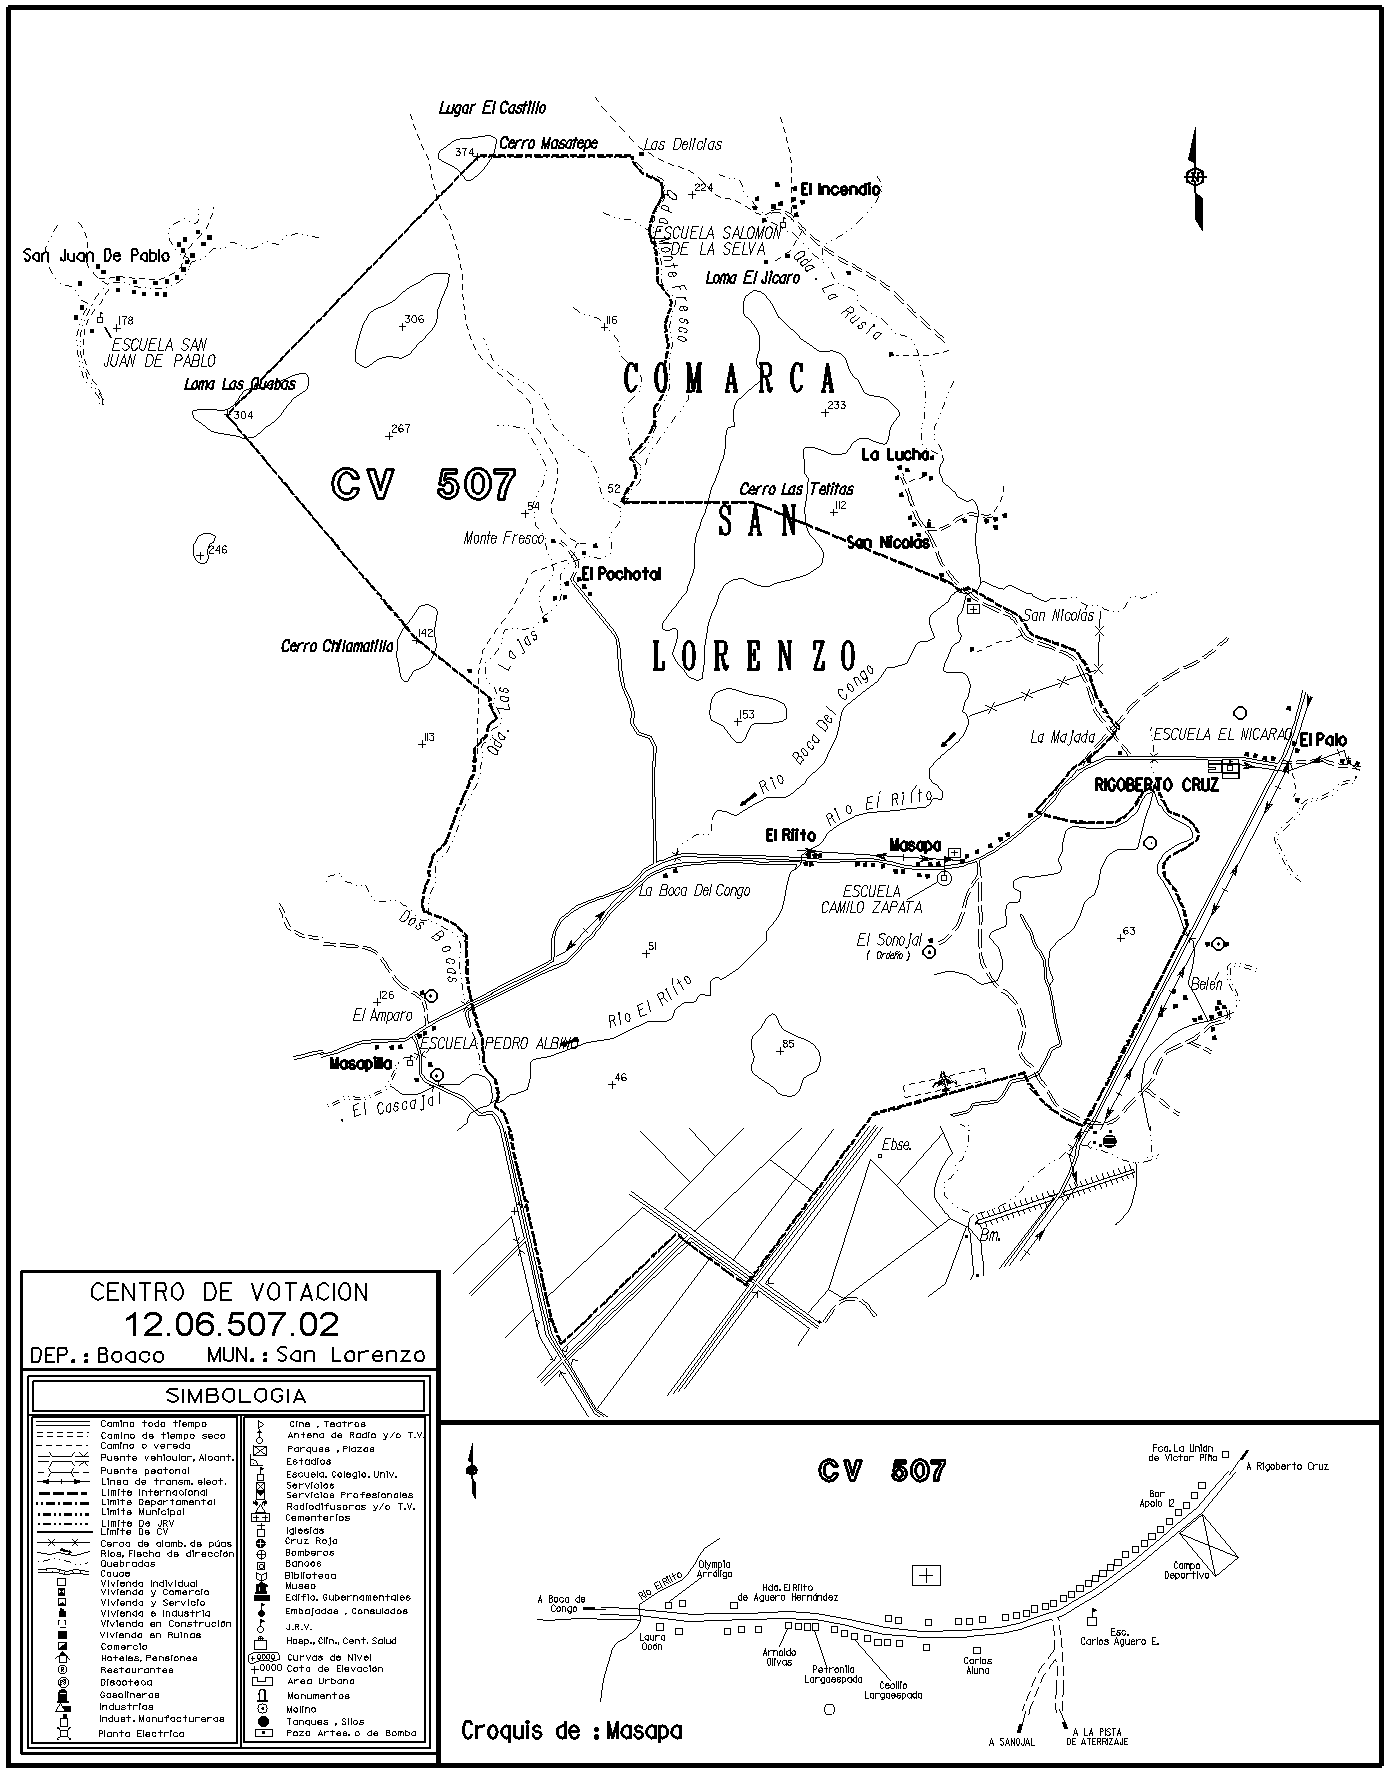 Lugar El Castillo
374
Cerro Masatepe
Las Delicias
224
El Incendio
ESCUELA SALOMON
DE LA SELVA
Qda. Monte Fresco
Qda. La Rusia
San Juan De Pablo
178
ESCUELA SAN
JUAN DE PABLO
Loma El Jicaro
306
116
Loma Las Guabas
304
267
COMARCA
233
CV 507
La Lucha
52
Cerro Las Tetitas
54
SAN
112
246
Monte Fresco
San Nicolás
El Pochotal
San Nicolás
142
Cerro Chilamatillo
Qda. Las Lajas
LORENZO
Rio Boca Del Congo
153
113
La Majada
ESCUELA EL NICARAO
El Palo
RIGOBERTO CRUZ
Rio El Riíto
El Riito
Masapa
La Boca Del Congo
ESCUELA
CAMILO ZAPATA
Dos Bocas
El Sonojal
( Ordeño )
63
51
Belén
126
El Amparo
Rio El Riíto
ESCUELA PEDRO ALBINO
Masapilla
85
46
El Cascajal
Ebse.
Bm.
CENTRO DE VOTACION
12.06.507.02
DEP.: Boaco MUN.: San Lorenzo
SIMBOLOGIA
Camino todo tiempo
Camino de tiempo seco
Camino o vereda
Puente vehicular, Alcant.
Puente peatonal
Linea de transm. elect.
Limite Internacional
Limite Departamental
Limite Municipal
Limite De JRV
Limite De CV
Cerca de alamb. de púas
Rios, Flecha de dirección
Quebradas
Cauce
Vivienda Individual
Vivienda y Comercio
Vivienda y Servicio
Vivienda e Industria
Vivienda en Construción
Vivienda en Ruinas
Comercio
Hoteles, Pensiones
Restaurantes
Discoteca
Gasolineras
Industrias
Indust. Manufactureras
Planta Electrica
Cine , Teatros
Antena de Radio y/o T.V.
Parques , Plazas
Estadios
Escuela, Colegio, Univ.
Servicios
Servicios Profesionales
Radiodifusoras y/o T.V.
Cementerios
Iglesias
Cruz Roja
Bomberos
Bancos
Biblioteca
Museo
Edific. Gubernamentales
Embajadas , Consulados
J.R.V.
Hosp., Clin., Cent. Salud
Curvas de Nivel
+0000 Cota de Elevación
Area Urbana
Monumentos
Molino
Tanques , Silos
Pozo Artes. o de Bomba
CV 507
Fca. La Unión
de Victor Piña
A Rigoberto Cruz
Bar
Apolo 12
Campo
Deportivo
Olympia
Arróliga
Rio El Riito
Hda. El Riito
de Aguero Hernández
A Boca de
Congo
Laura
Obón
Arnoldo
Olivas
Petronila
Largaespada
Cecilio
Largaespada
Carlos
Aluna
Esc.
Carlos Aguero E.
Croquis de : Masapa
A SANOJAL
A LA PISTA
DE ATERRIZAJE